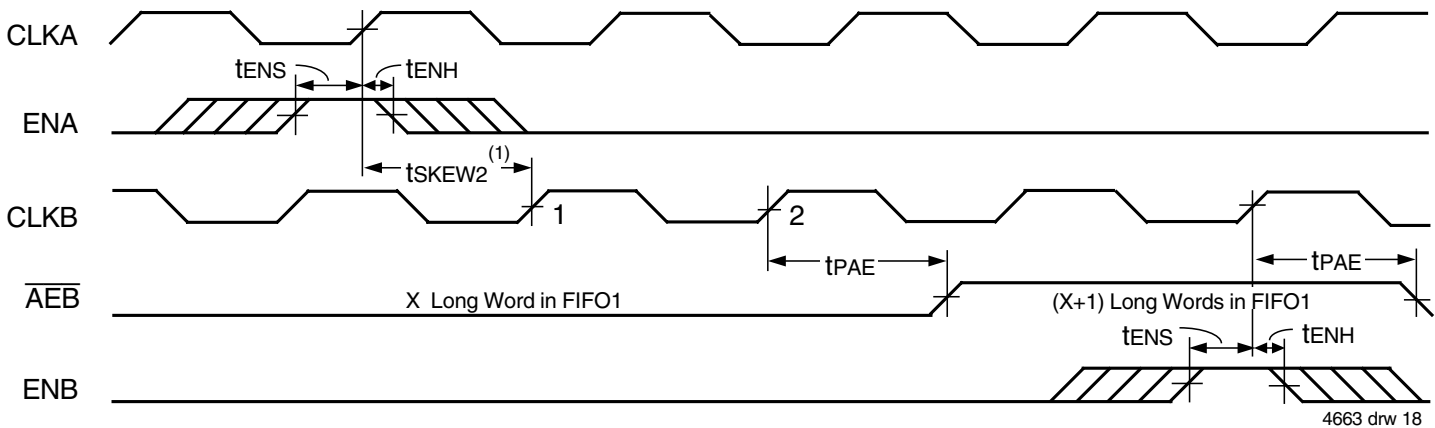 CLKA
tENS
tENH
ENA
tSKEW2 (1)
CLKB
1
2
tPAE
tPAE
AEB
X Long Word in FIFO1
(X+1) Long Words in FIFO1
tENS
tENH
ENB
4663 drw 18